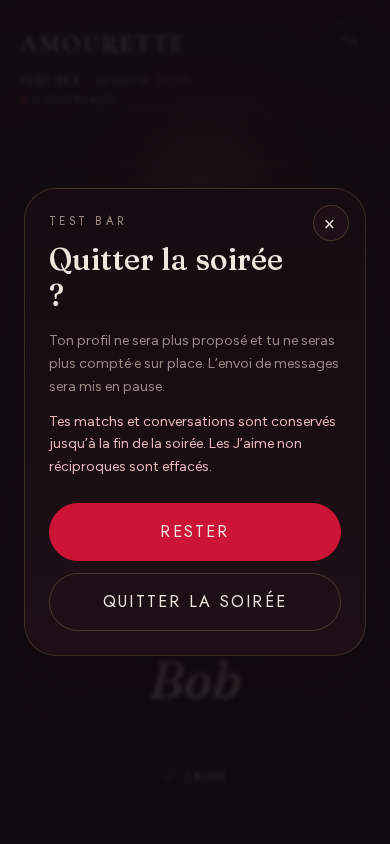 AMOURETTE
TEST BAR
TEST BAR
×
Quitter la soirée
?
Ton profil ne sera plus proposé et tu ne seras
plus compté·e sur place. L’envoi de messages
sera mis en pause.
Tes matchs et conversations sont conservés
jusqu’à la fin de la soirée. Les J’aime non
réciproques sont effacés.
RESTER
QUITTER LA SOIRÉE
Bob